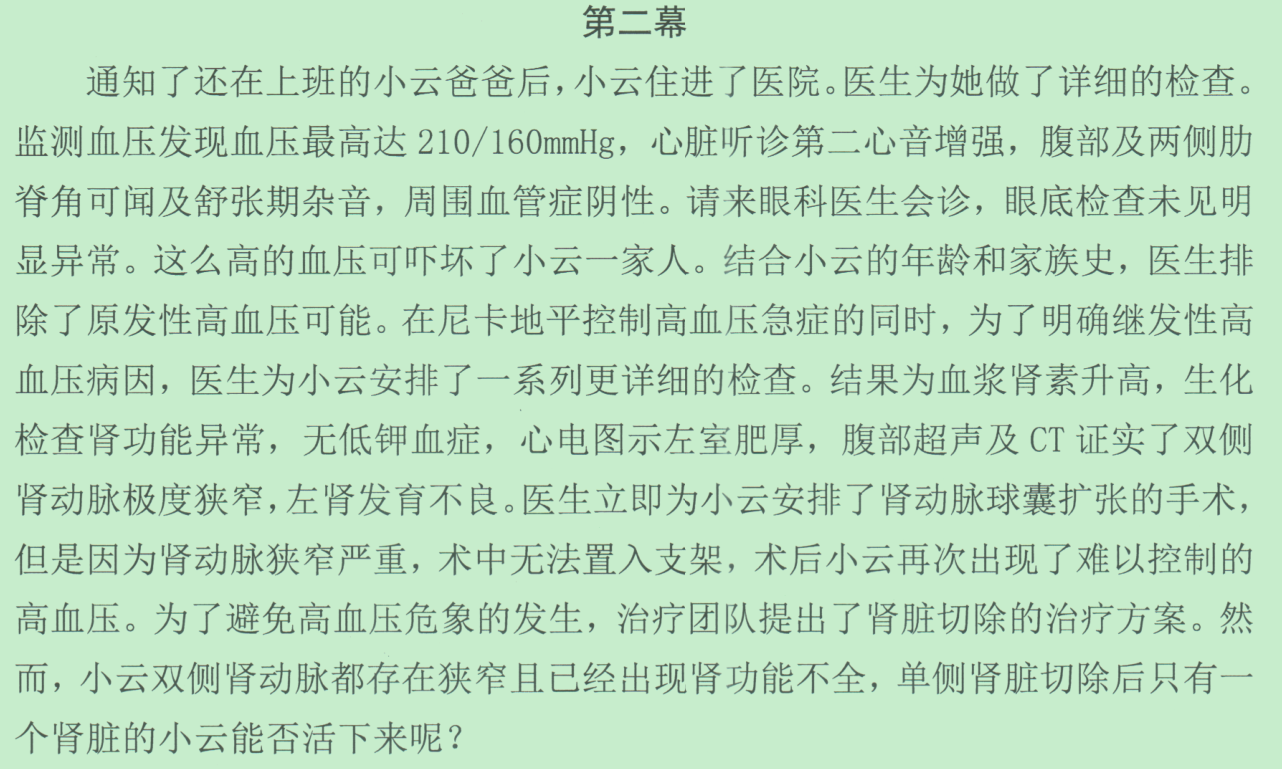 第二幕
通知了还在上班的小云爸爸后，小云住进了医院。医生为她做了详细的检查。
监测血压发现血压最高达 210/160mmHg，心脏听诊第二心音增强，腹部及两侧肋
脊角可闻及舒张期杂音，周围血管症阴性。请来眼科医生会诊，眼底检查未见明
显异常。这么高的血压可吓坏了小云一家人。结合小云的年龄和家族史，医生排
除了原发性高血压可能。在尼卡地平控制高血压急症的同时，为了明确继发性高
血压病因，医生为小云安排了一系列更详细的检查。结果为血浆肾素升高，生化
检查肾功能异常，无低钾血症，心电图示左室肥厚，腹部超声及 CT 证实了双侧
肾动脉极度狭窄，左肾发育不良。医生立即为小云安排了肾动脉球囊扩张的手术，
但是因为肾动脉狭窄严重，术中无法置入支架，术后小云再次出现了难以控制的
高血压。为了避免高血压危象的发生，治疗团队提出了肾脏切除的治疗方案。然
而，小云双侧肾动脉都存在狭窄且已经出现肾功能不全，单侧肾脏切除后只有一
个肾脏的小云能否活下来呢？